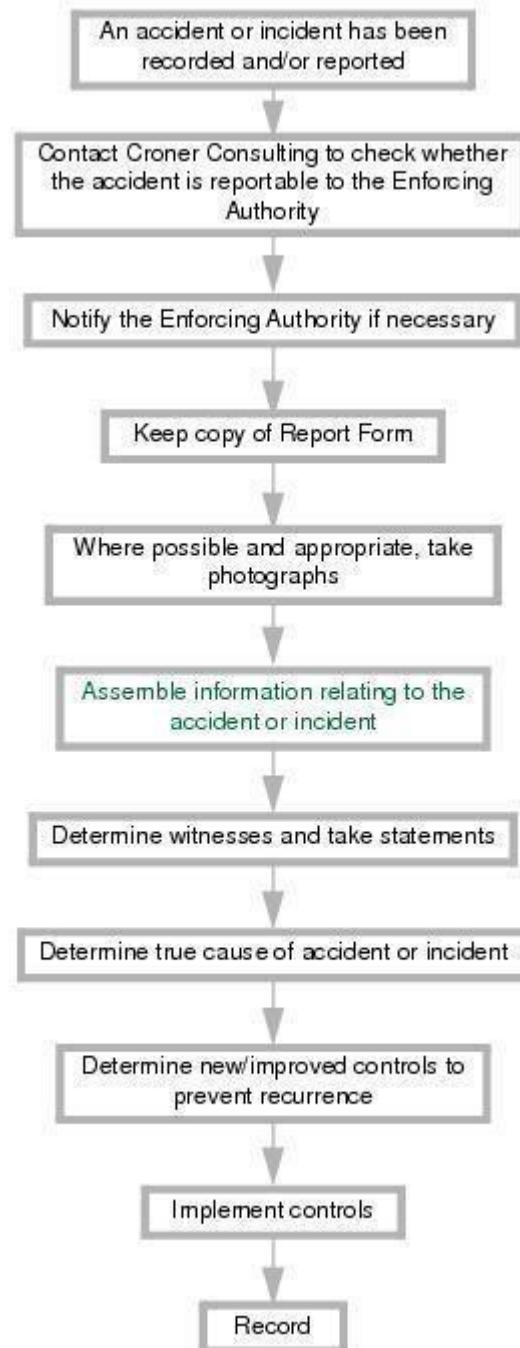 An accident or incident has been
recorded and/or reported
Contact Croner Consulting to check whether
the accident is reportable to the Enforcing
Authority
Notify the Enforcing Authority if necessary
Keep copy of Report Form
Where possible and appropriate, take
photographs
Assemble information relating to the
accident or incident
Determine witnesses and take statements
Determine true cause of accident or incident
Determine new/improved controls to
prevent recurrence
Implement controls
Record